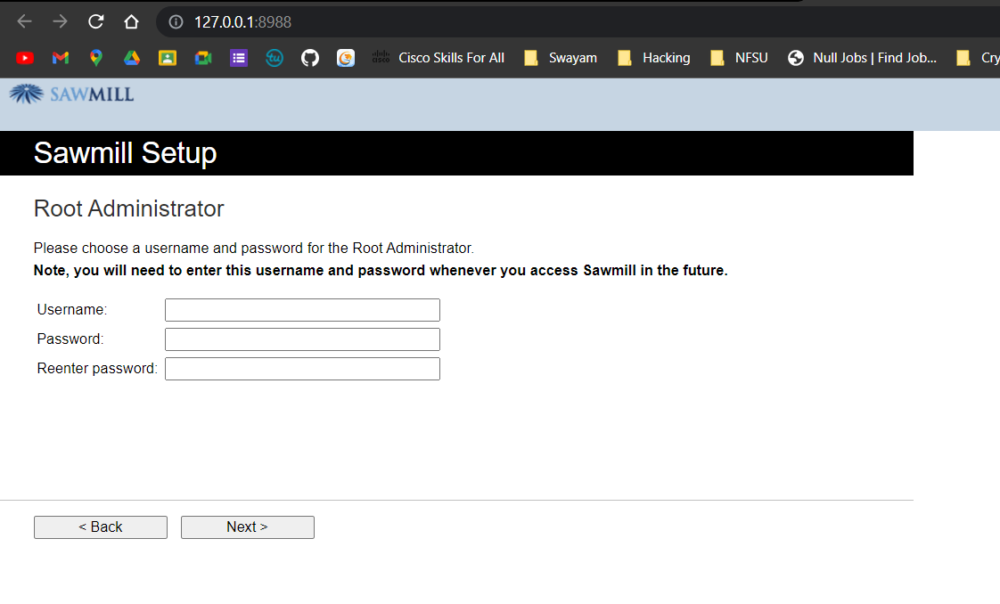 127.0.0.1:8988
tu
CISCO
Cisco Skills For All
Swayam
Hacking
NFSU
Null Jobs | Find Job...
Cry
SAWMILL
Sawmill Setup
Root Administrator
Please choose a username and password for the Root Administrator.
Note, you will need to enter this username and password whenever you access Sawmill in the future.
Username:
Password:
Reenter password:
< Back
Next >